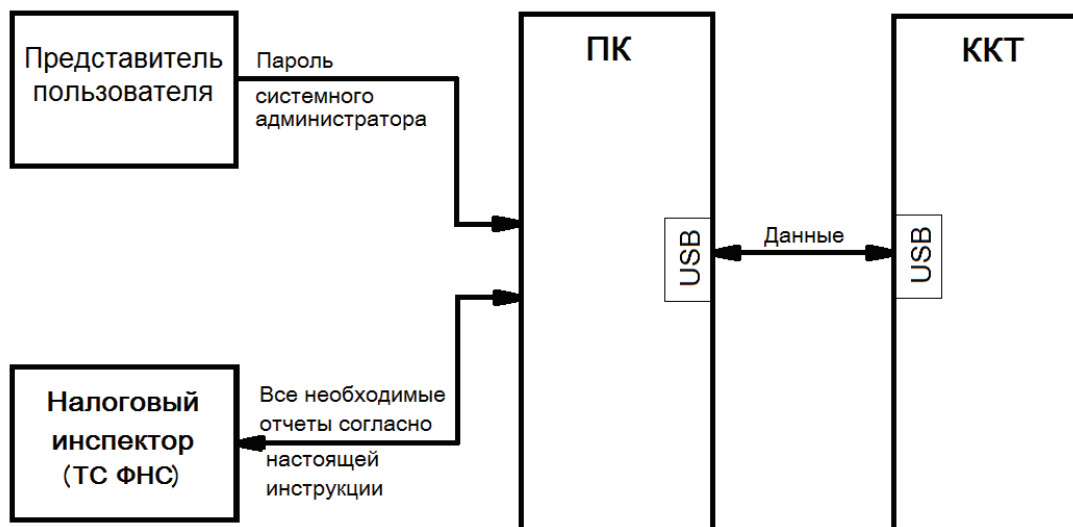 Представитель
пользователя
Пароль
системного
администратора
ПК
ККТ
USB
Данные
USB
Налоговый
инспектор
(ТС ФНС)
Все необходимые
отчеты согласно
настоящей
инструкции